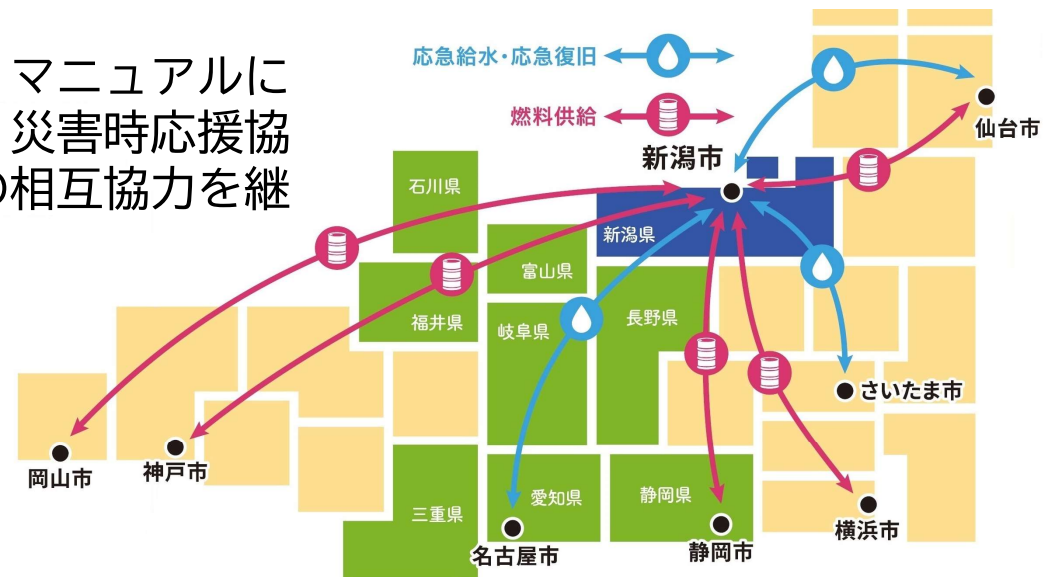 マニュアルに
災害時応援協
の相互協力を継
応急給水・応急復旧
燃料供給
新潟市
仙台市
石川県
新潟県
富山県
福井県
岐阜県
長野県
さいたま市
岡山市
神戸市
三重県
愛知県
静岡県
名古屋市
静岡市
横浜市